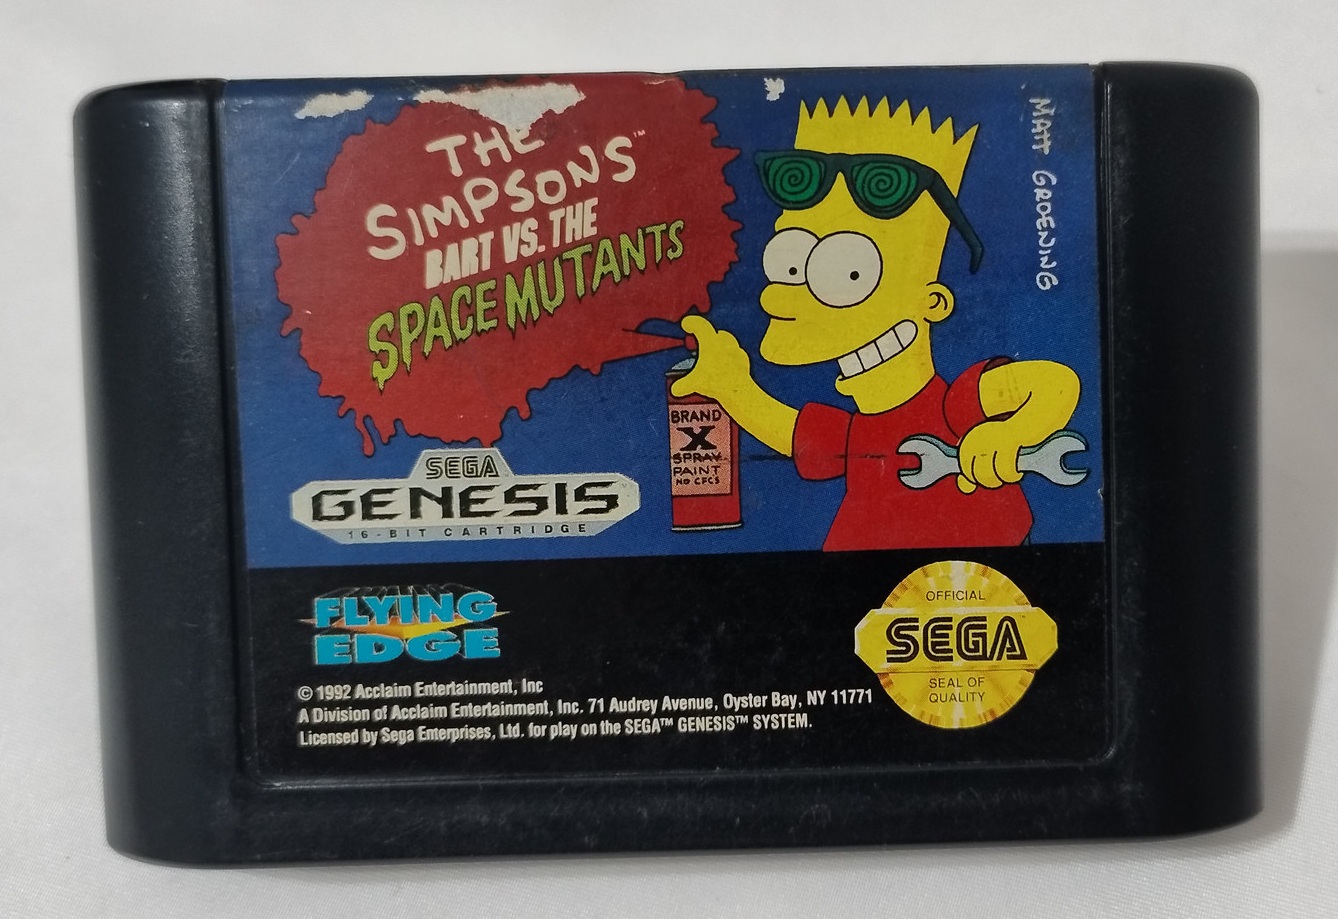 THE
SIMPSONS™
BART VS. THE
SPACE MUTANTS
MATT GROENING
BRAND
X
SPRAY
PAINT
NO CFCS
SEGA
GENESIS
16-BIT CARTRIDGE
FLYING
EDGE
OFFICIAL
SEGA
SEAL OF
QUALITY
© 1992 Acclaim Entertainment, Inc
A Division of Acclaim Entertainment, Inc. 71 Audrey Avenue, Oyster Bay, NY 11771
Licensed by Sega Enterprises, Ltd. for play on the SEGA™ GENESIS™ SYSTEM.